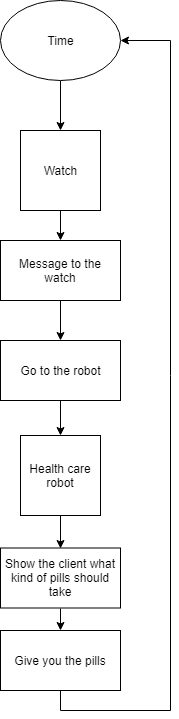 Time
Watch
Message to the
watch
Go to the robot
Health care
robot
Show the client what
kind of pills should
take
Give you the pills